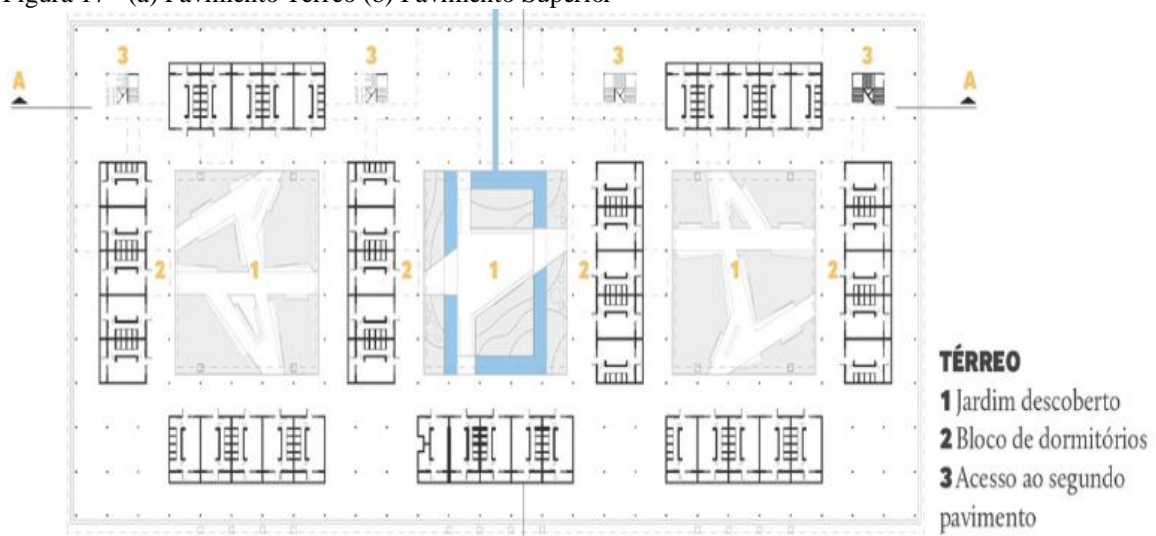 Figura 17 - (a) Pavimento Térreo (b) Pavimento Superior
3 3 3 3
A A
2 1 2 1 2 1 2
TÉRREO
1 Jardim descoberto
2 Bloco de dormitórios
3 Acesso ao segundo
pavimento